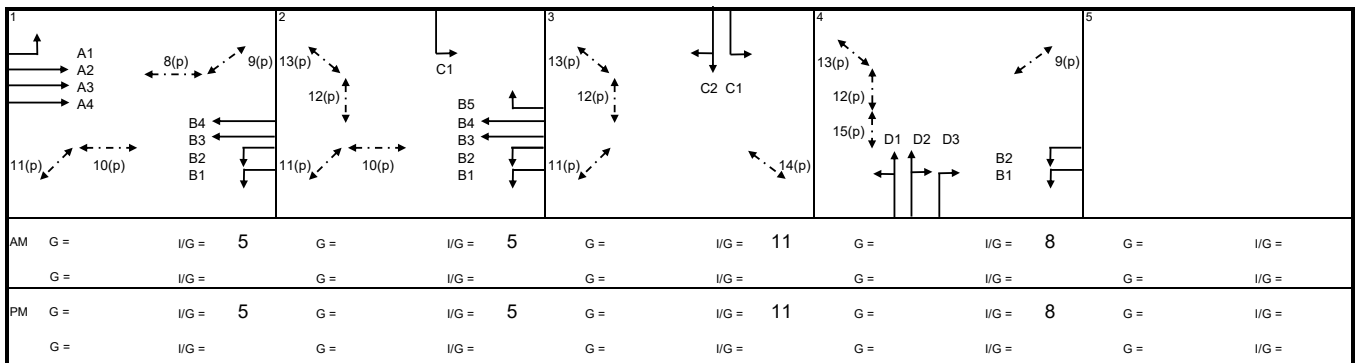 1 2 3 4 5
A1
8(p) 9(p)
A2
A3
A4
B4
B3
B2
B1
11(p) 10(p)
13(p)
C1
12(p)
B5
B4
B3
B2
B1
11(p) 10(p)
13(p)
12(p)
C2 C1
11(p)
14(p)
13(p)
9(p)
12(p)
15(p)
D1 D2 D3
B2
B1
AM G = I/G = 5 G = I/G = 5 G = I/G = 11 G = I/G = 8 G = I/G =
G = I/G = G = I/G = G = I/G = G = I/G = G = I/G =
PM G = I/G = 5 G = I/G = 5 G = I/G = 11 G = I/G = 8 G = I/G =
G = I/G = G = I/G = G = I/G = G = I/G = G = I/G =